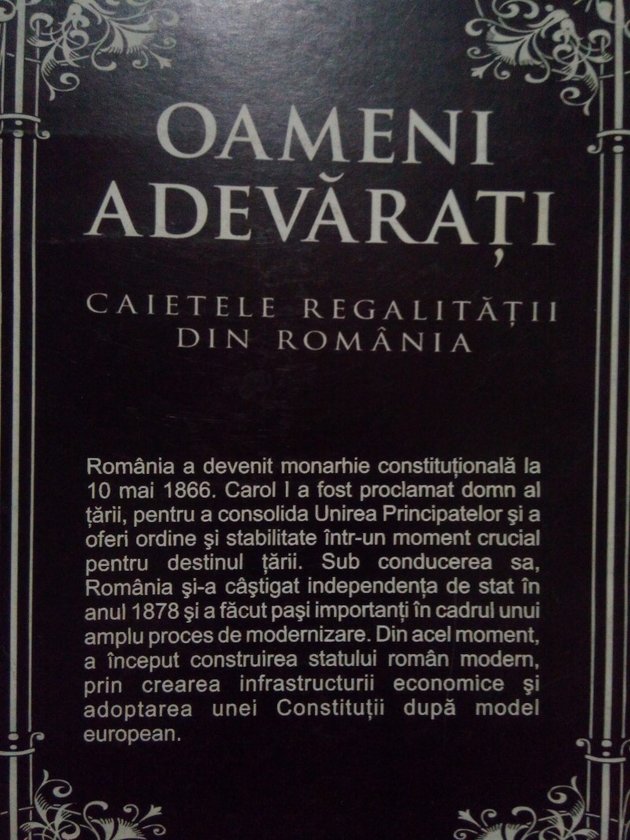 OAMENI
ADEVĂRAȚI
CAIETELE REGALITĂȚII
DIN ROMÂNIA
România a devenit monarhie constituțională la
10 mai 1866. Carol I a fost proclamat domn al
țării, pentru a consolida Unirea Principatelor și a
oferi ordine și stabilitate într-un moment crucial
pentru destinul țării. Sub conducerea sa,
România și-a câștigat independența de stat în
anul 1878 și a făcut pași importanți în cadrul unui
amplu proces de modernizare. Din acel moment,
a început construirea statului român modern,
prin crearea infrastructurii economice și
adoptarea unei Constituții după model
european.